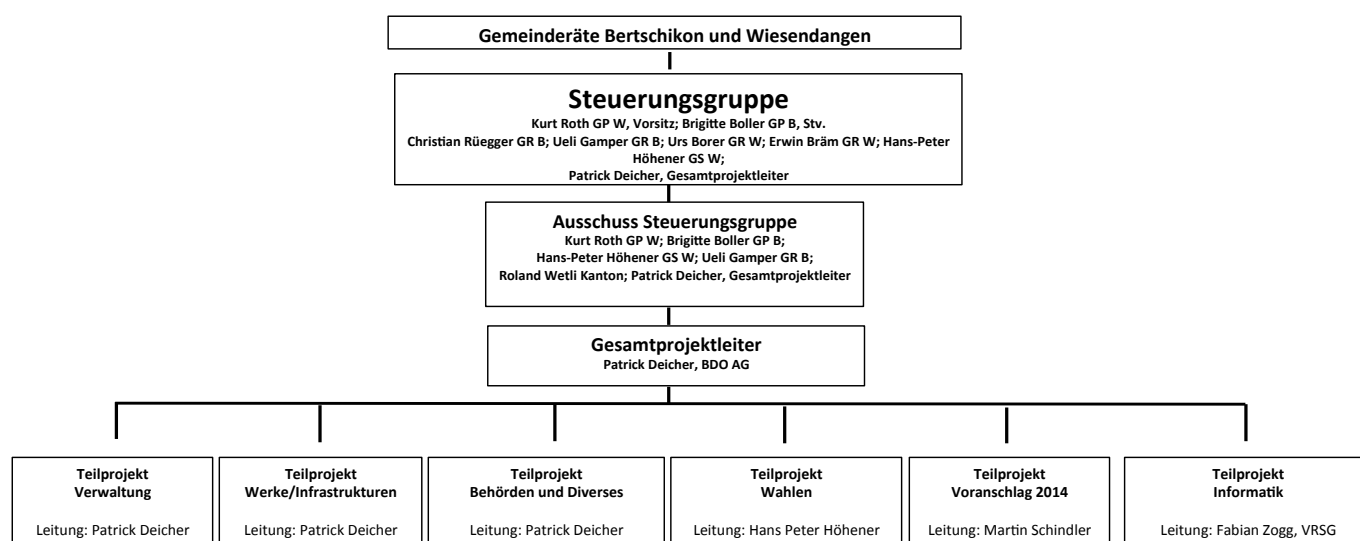 Gemeinderäte Bertschikon und Wiesendangen
Steuerungsgruppe
Kurt Roth GP W, Vorsitz; Brigitte Boller GP B, Stv.
Christian Rüegger GR B; Ueli Gamper GR B; Urs Borer GR W; Erwin Bräm GR W; Hans-Peter
Höhener GS W;
Patrick Deicher, Gesamtprojektleiter
Ausschuss Steuerungsgruppe
Kurt Roth GP W; Brigitte Boller GP B;
Hans-Peter Höhener GS W; Ueli Gamper GR B;
Roland Wetli Kanton; Patrick Deicher, Gesamtprojektleiter
Gesamtprojektleiter
Patrick Deicher, BDO AG
Teilprojekt
Verwaltung
Leitung: Patrick Deicher
Teilprojekt
Werke/Infrastrukturen
Leitung: Patrick Deicher
Teilprojekt
Behörden und Diverses
Leitung: Patrick Deicher
Teilprojekt
Wahlen
Leitung: Hans Peter Höhener
Teilprojekt
Voranschlag 2014
Leitung: Martin Schindler
Teilprojekt
Informatik
Leitung: Fabian Zogg, VRSG